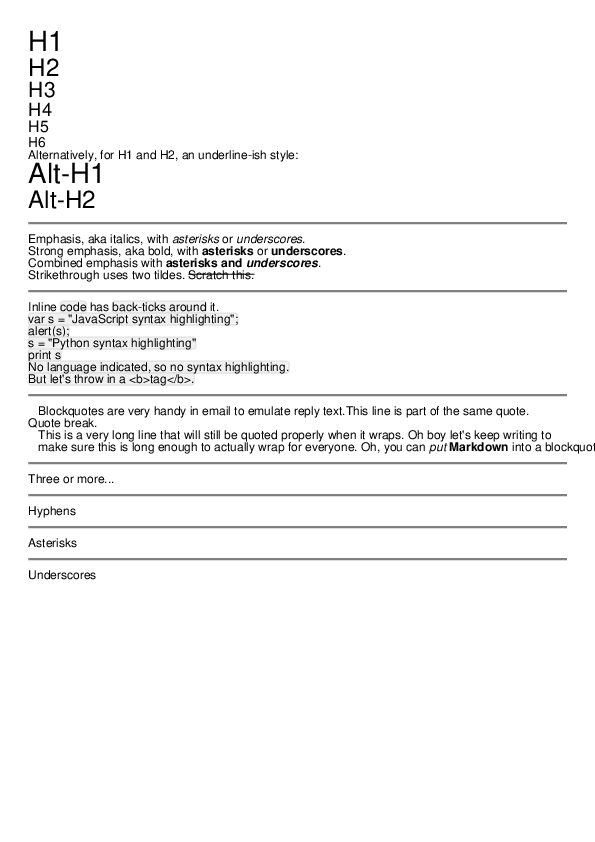 H1
H2
H3
H4
H5
H6
Alternatively, for H1 and H2, an underline-ish style:
Alt-H1
Alt-H2
Emphasis, aka italics, with asterisks or underscores.
Strong emphasis, aka bold, with asterisks or underscores.
Combined emphasis with asterisks and underscores.
Strikethrough uses two tildes. Scratch this.
Inline code has back-ticks around it.
var s = "JavaScript syntax highlighting";
alert(s);
s = "Python syntax highlighting"
print s
No language indicated, so no syntax highlighting.
But let's throw in a <b>tag</b>.
Blockquotes are very handy in email to emulate reply text.This line is part of the same quote.
Quote break.
This is a very long line that will still be quoted properly when it wraps. Oh boy let's keep writing to
make sure this is long enough to actually wrap for everyone. Oh, you can put Markdown into a blockquot
Three or more...
Hyphens
Asterisks
Underscores